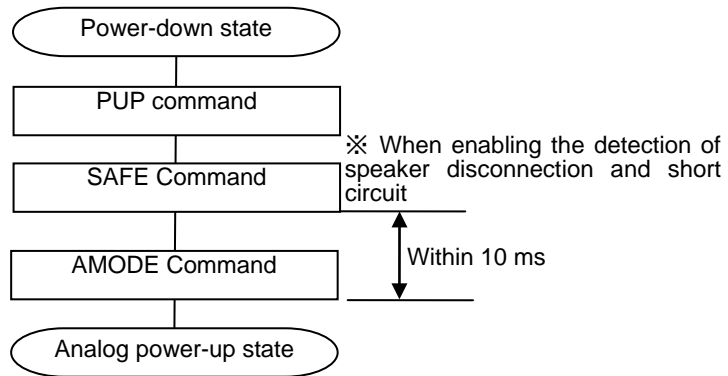 Power-down state
PUP command
※ When enabling the detection of
speaker disconnection and short
circuit
SAFE Command
Within 10 ms
AMODE Command
Analog power-up state